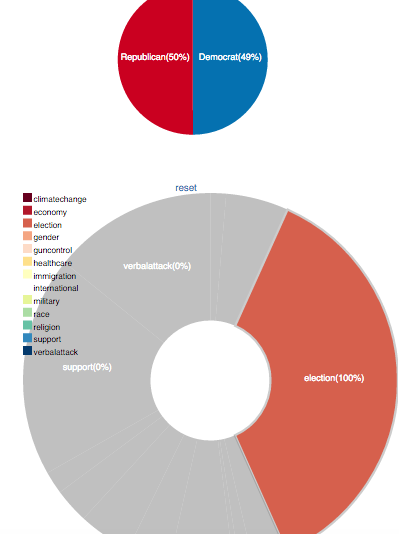 Republican(50%) Democrat(49%)
reset
climatechange
economy
election
gender
guncontrol
healthcare
immigration
international
military
race
religion
support
verbalattack
verbalattack(0%)
support(0%)
election(100%)